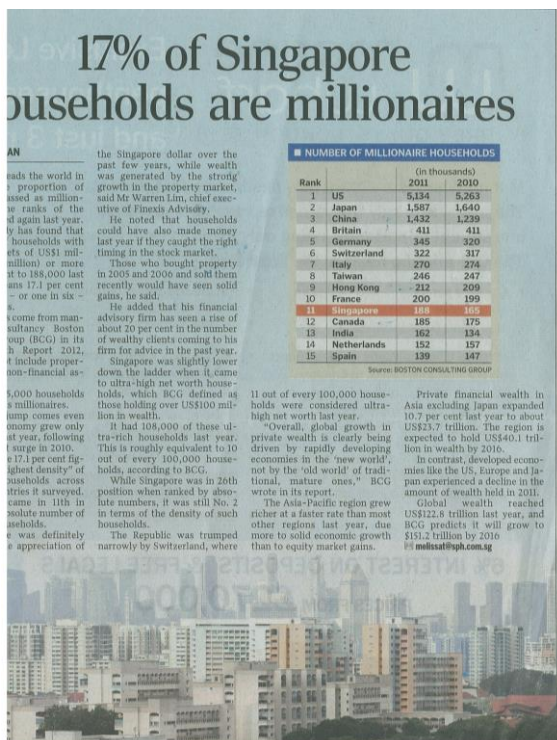 17% of Singapore
ouseholds are millionaires
AN
eads the world in
proportion of
assed as million-
e ranks of the
ed again last year.
ly has found that
households with
ets of US$1 mil-
million) or more
nt to 188,000 last
ans 17.1 per cent
– or one in six –
s.
come from man-
sultancy Boston
oup (BCG) in its
h Report 2012,
t include proper-
non-financial as-
5,000 households
s millionaires.
ump comes even
onomy grew only
st year, following
t surge in 2010.
e 17.1 per cent fig-
ighest density" of
ouseholds across
tries it surveyed.
came in 11th in
bsolute number of
useholds.
e was definitely
e appreciation of
the Singapore dollar over the
past few years, while wealth
was generated by the strong
growth in the property market,
said Mr Warren Lim, chief exec-
utive of Finexis Advisory.
He noted that households
could have also made money
last year if they caught the right
timing in the stock market.
Those who bought property
in 2005 and 2006 and sold them
recently would have seen solid
gains, he said.
He added that his financial
advisory firm has seen a rise of
about 20 per cent in the number
of wealthy clients coming to his
firm for advice in the past year.
Singapore was slightly lower
down the ladder when it came
to ultra-high net worth house-
holds, which BCG defined as
those holding over US$100 mil-
lion in wealth.
It had 108,000 of these ul-
tra-rich households last year.
This is roughly equivalent to 10
out of every 100,000 house-
holds, according to BCG.
While Singapore was in 26th
position when ranked by abso-
lute numbers, it was still No. 2
in terms of the density of such
households.
The Republic was trumped
narrowly by Switzerland, where
NUMBER OF MILLIONAIRE HOUSEHOLDS
(in thousands)
Rank 2011 2010
1 US 5,134 5,263
2 Japan 1,587 1,640
3 China 1,432 1,239
4 Britain 411 411
5 Germany 345 320
6 Switzerland 322 317
7 Italy 270 274
8 Taiwan 246 247
9 Hong Kong 212 209
10 France 200 199
11 Singapore 188 165
12 Canada 185 175
13 India 162 134
14 Netherlands 152 157
15 Spain 139 147
Source: BOSTON CONSULTING GROUP
11 out of every 100,000 house-
holds were considered ultra-
high net worth last year.
"Overall, global growth in
private wealth is clearly being
driven by rapidly developing
economies in the 'new world',
not by the 'old world' of tradi-
tional, mature ones," BCG
wrote in its report.
The Asia-Pacific region grew
richer at a faster rate than most
other regions last year, due
more to solid economic growth
than to equity market gains.
Private financial wealth in
Asia excluding Japan expanded
10.7 per cent last year to about
US$23.7 trillion. The region is
expected to hold US$40.1 tril-
lion in wealth by 2016.
In contrast, developed econo-
mies like the US, Europe and Ja-
pan experienced a decline in the
amount of wealth held in 2011.
Global wealth reached
US$122.8 trillion last year, and
BCG predicts it will grow to
$151.2 trillion by 2016
melissat@sph.com.sg